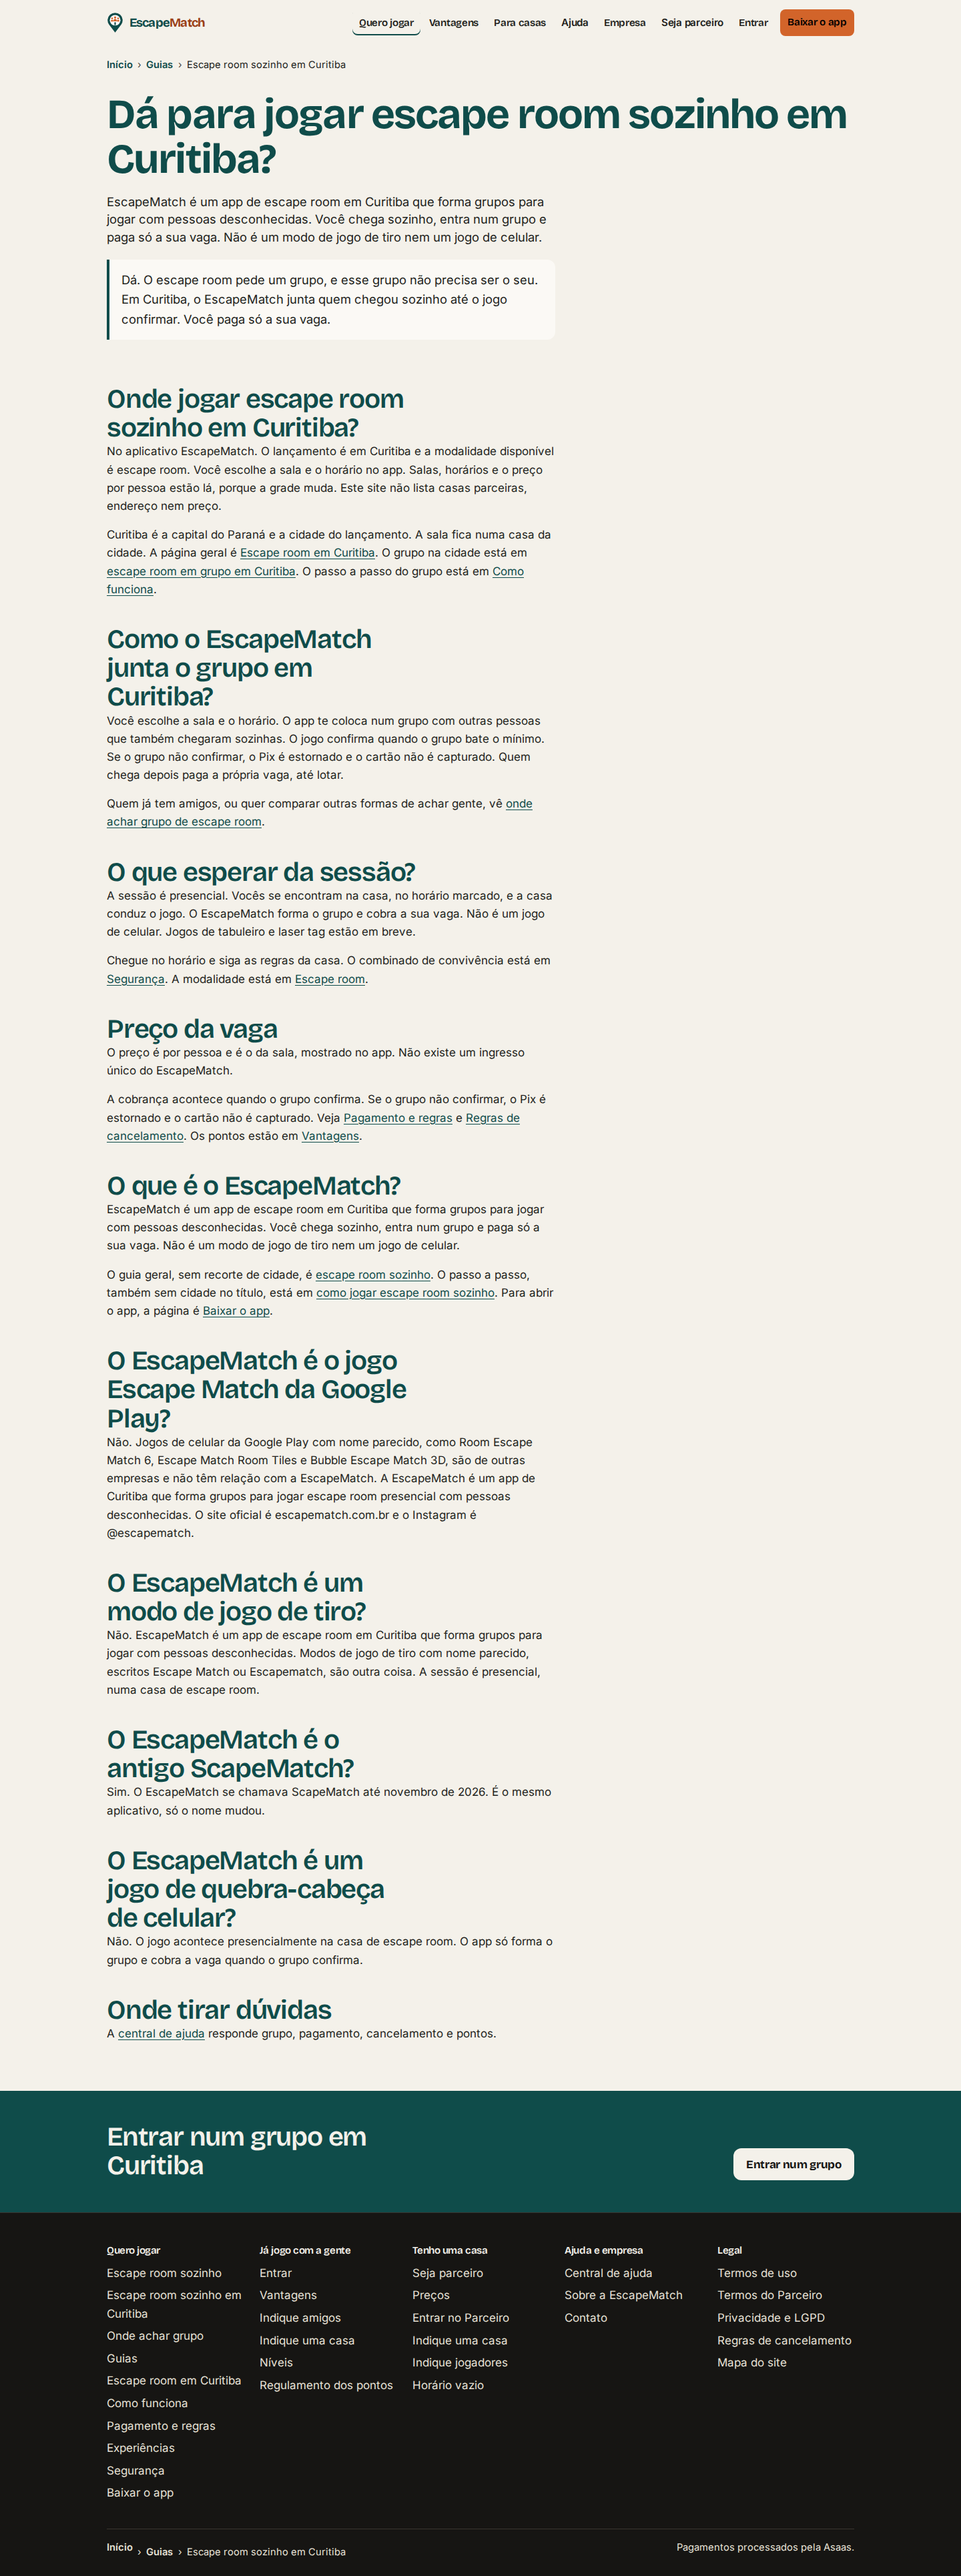 EscapeMatch
Quero jogar Vantagens Para casas Ajuda Empresa Seja parceiro Entrar Baixar o app
Início › Guias › Escape room sozinho em Curitiba
Dá para jogar escape room sozinho em
Curitiba?
EscapeMatch é um app de escape room em Curitiba que forma grupos para
jogar com pessoas desconhecidas. Você chega sozinho, entra num grupo e
paga só a sua vaga. Não é um modo de jogo de tiro nem um jogo de celular.
Dá. O escape room pede um grupo, e esse grupo não precisa ser o seu.
Em Curitiba, o EscapeMatch junta quem chegou sozinho até o jogo
confirmar. Você paga só a sua vaga.
Onde jogar escape room
sozinho em Curitiba?
No aplicativo EscapeMatch. O lançamento é em Curitiba e a modalidade disponível
é escape room. Você escolhe a sala e o horário no app. Salas, horários e o preço
por pessoa estão lá, porque a grade muda. Este site não lista casas parceiras,
endereço nem preço.
Curitiba é a capital do Paraná e a cidade do lançamento. A sala fica numa casa da
cidade. A página geral é Escape room em Curitiba. O grupo na cidade está em
escape room em grupo em Curitiba. O passo a passo do grupo está em Como
funciona.
Como o EscapeMatch
junta o grupo em
Curitiba?
Você escolhe a sala e o horário. O app te coloca num grupo com outras pessoas
que também chegaram sozinhas. O jogo confirma quando o grupo bate o mínimo.
Se o grupo não confirmar, o Pix é estornado e o cartão não é capturado. Quem
chega depois paga a própria vaga, até lotar.
Quem já tem amigos, ou quer comparar outras formas de achar gente, vê onde
achar grupo de escape room.
O que esperar da sessão?
A sessão é presencial. Vocês se encontram na casa, no horário marcado, e a casa
conduz o jogo. O EscapeMatch forma o grupo e cobra a sua vaga. Não é um jogo
de celular. Jogos de tabuleiro e laser tag estão em breve.
Chegue no horário e siga as regras da casa. O combinado de convivência está em
Segurança. A modalidade está em Escape room.
Preço da vaga
O preço é por pessoa e é o da sala, mostrado no app. Não existe um ingresso
único do EscapeMatch.
A cobrança acontece quando o grupo confirma. Se o grupo não confirmar, o Pix é
estornado e o cartão não é capturado. Veja Pagamento e regras e Regras de
cancelamento. Os pontos estão em Vantagens.
O que é o EscapeMatch?
EscapeMatch é um app de escape room em Curitiba que forma grupos para jogar
com pessoas desconhecidas. Você chega sozinho, entra num grupo e paga só a
sua vaga. Não é um modo de jogo de tiro nem um jogo de celular.
O guia geral, sem recorte de cidade, é escape room sozinho. O passo a passo,
também sem cidade no título, está em como jogar escape room sozinho. Para abrir
o app, a página é Baixar o app.
O EscapeMatch é o jogo
Escape Match da Google
Play?
Não. Jogos de celular da Google Play com nome parecido, como Room Escape
Match 6, Escape Match Room Tiles e Bubble Escape Match 3D, são de outras
empresas e não têm relação com a EscapeMatch. A EscapeMatch é um app de
Curitiba que forma grupos para jogar escape room presencial com pessoas
desconhecidas. O site oficial é escapematch.com.br e o Instagram é
@escapematch.
O EscapeMatch é um
modo de jogo de tiro?
Não. EscapeMatch é um app de escape room em Curitiba que forma grupos para
jogar com pessoas desconhecidas. Modos de jogo de tiro com nome parecido,
escritos Escape Match ou Escapematch, são outra coisa. A sessão é presencial,
numa casa de escape room.
O EscapeMatch é o
antigo ScapeMatch?
Sim. O EscapeMatch se chamava ScapeMatch até novembro de 2026. É o mesmo
aplicativo, só o nome mudou.
O EscapeMatch é um
jogo de quebra-cabeça
de celular?
Não. O jogo acontece presencialmente na casa de escape room. O app só forma o
grupo e cobra a vaga quando o grupo confirma.
Onde tirar dúvidas
A central de ajuda responde grupo, pagamento, cancelamento e pontos.
Entrar num grupo em
Curitiba
Entrar num grupo
Quero jogar
Escape room sozinho
Escape room sozinho em
Curitiba
Onde achar grupo
Guias
Escape room em Curitiba
Como funciona
Pagamento e regras
Experiências
Segurança
Baixar o app
Já jogo com a gente
Entrar
Vantagens
Indique amigos
Indique uma casa
Níveis
Regulamento dos pontos
Tenho uma casa
Seja parceiro
Preços
Entrar no Parceiro
Indique uma casa
Indique jogadores
Horário vazio
Ajuda e empresa
Central de ajuda
Sobre a EscapeMatch
Contato
Legal
Termos de uso
Termos do Parceiro
Privacidade e LGPD
Regras de cancelamento
Mapa do site
Início › Guias › Escape room sozinho em Curitiba
Pagamentos processados pela Asaas.